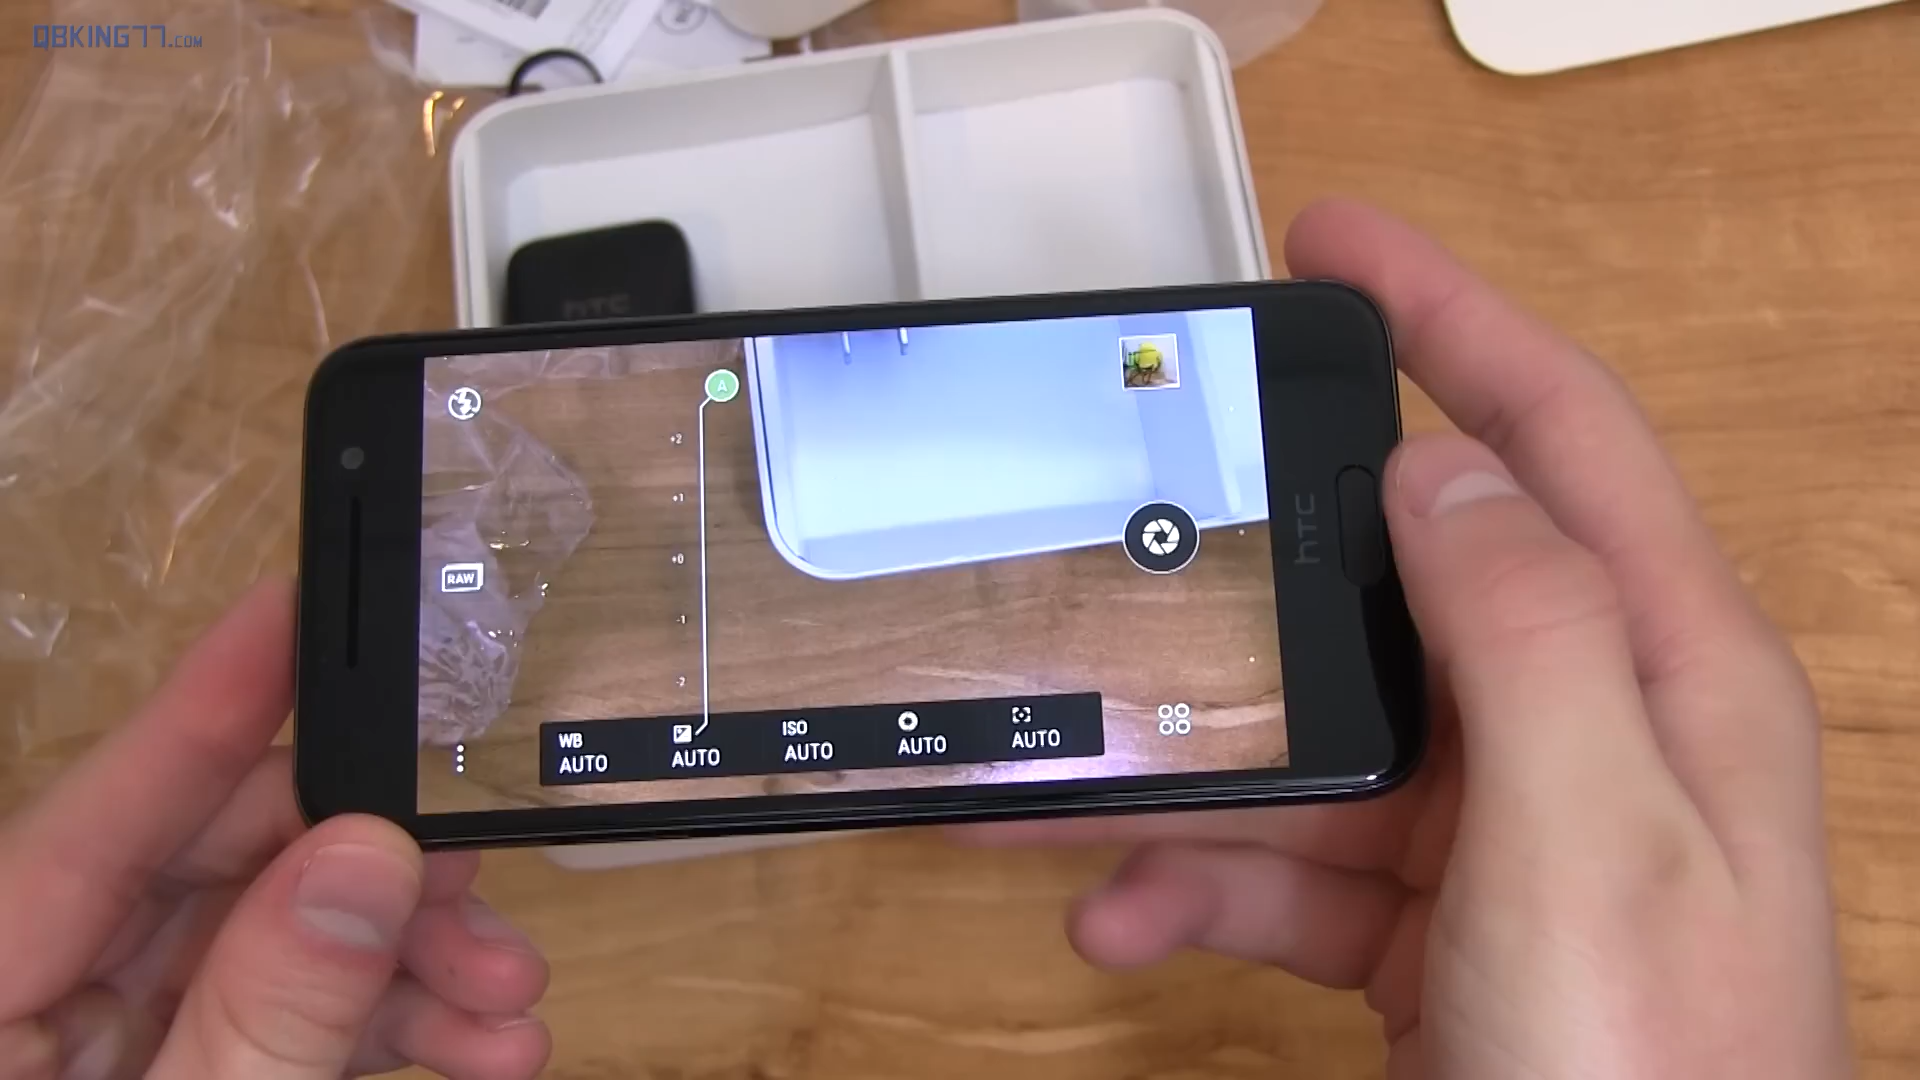 QBKING77.COM
hTC
A
+2
+1
+0
-1
-2
RAW
WB
AUTO
AUTO
ISO
AUTO
AUTO
AUTO
hTC